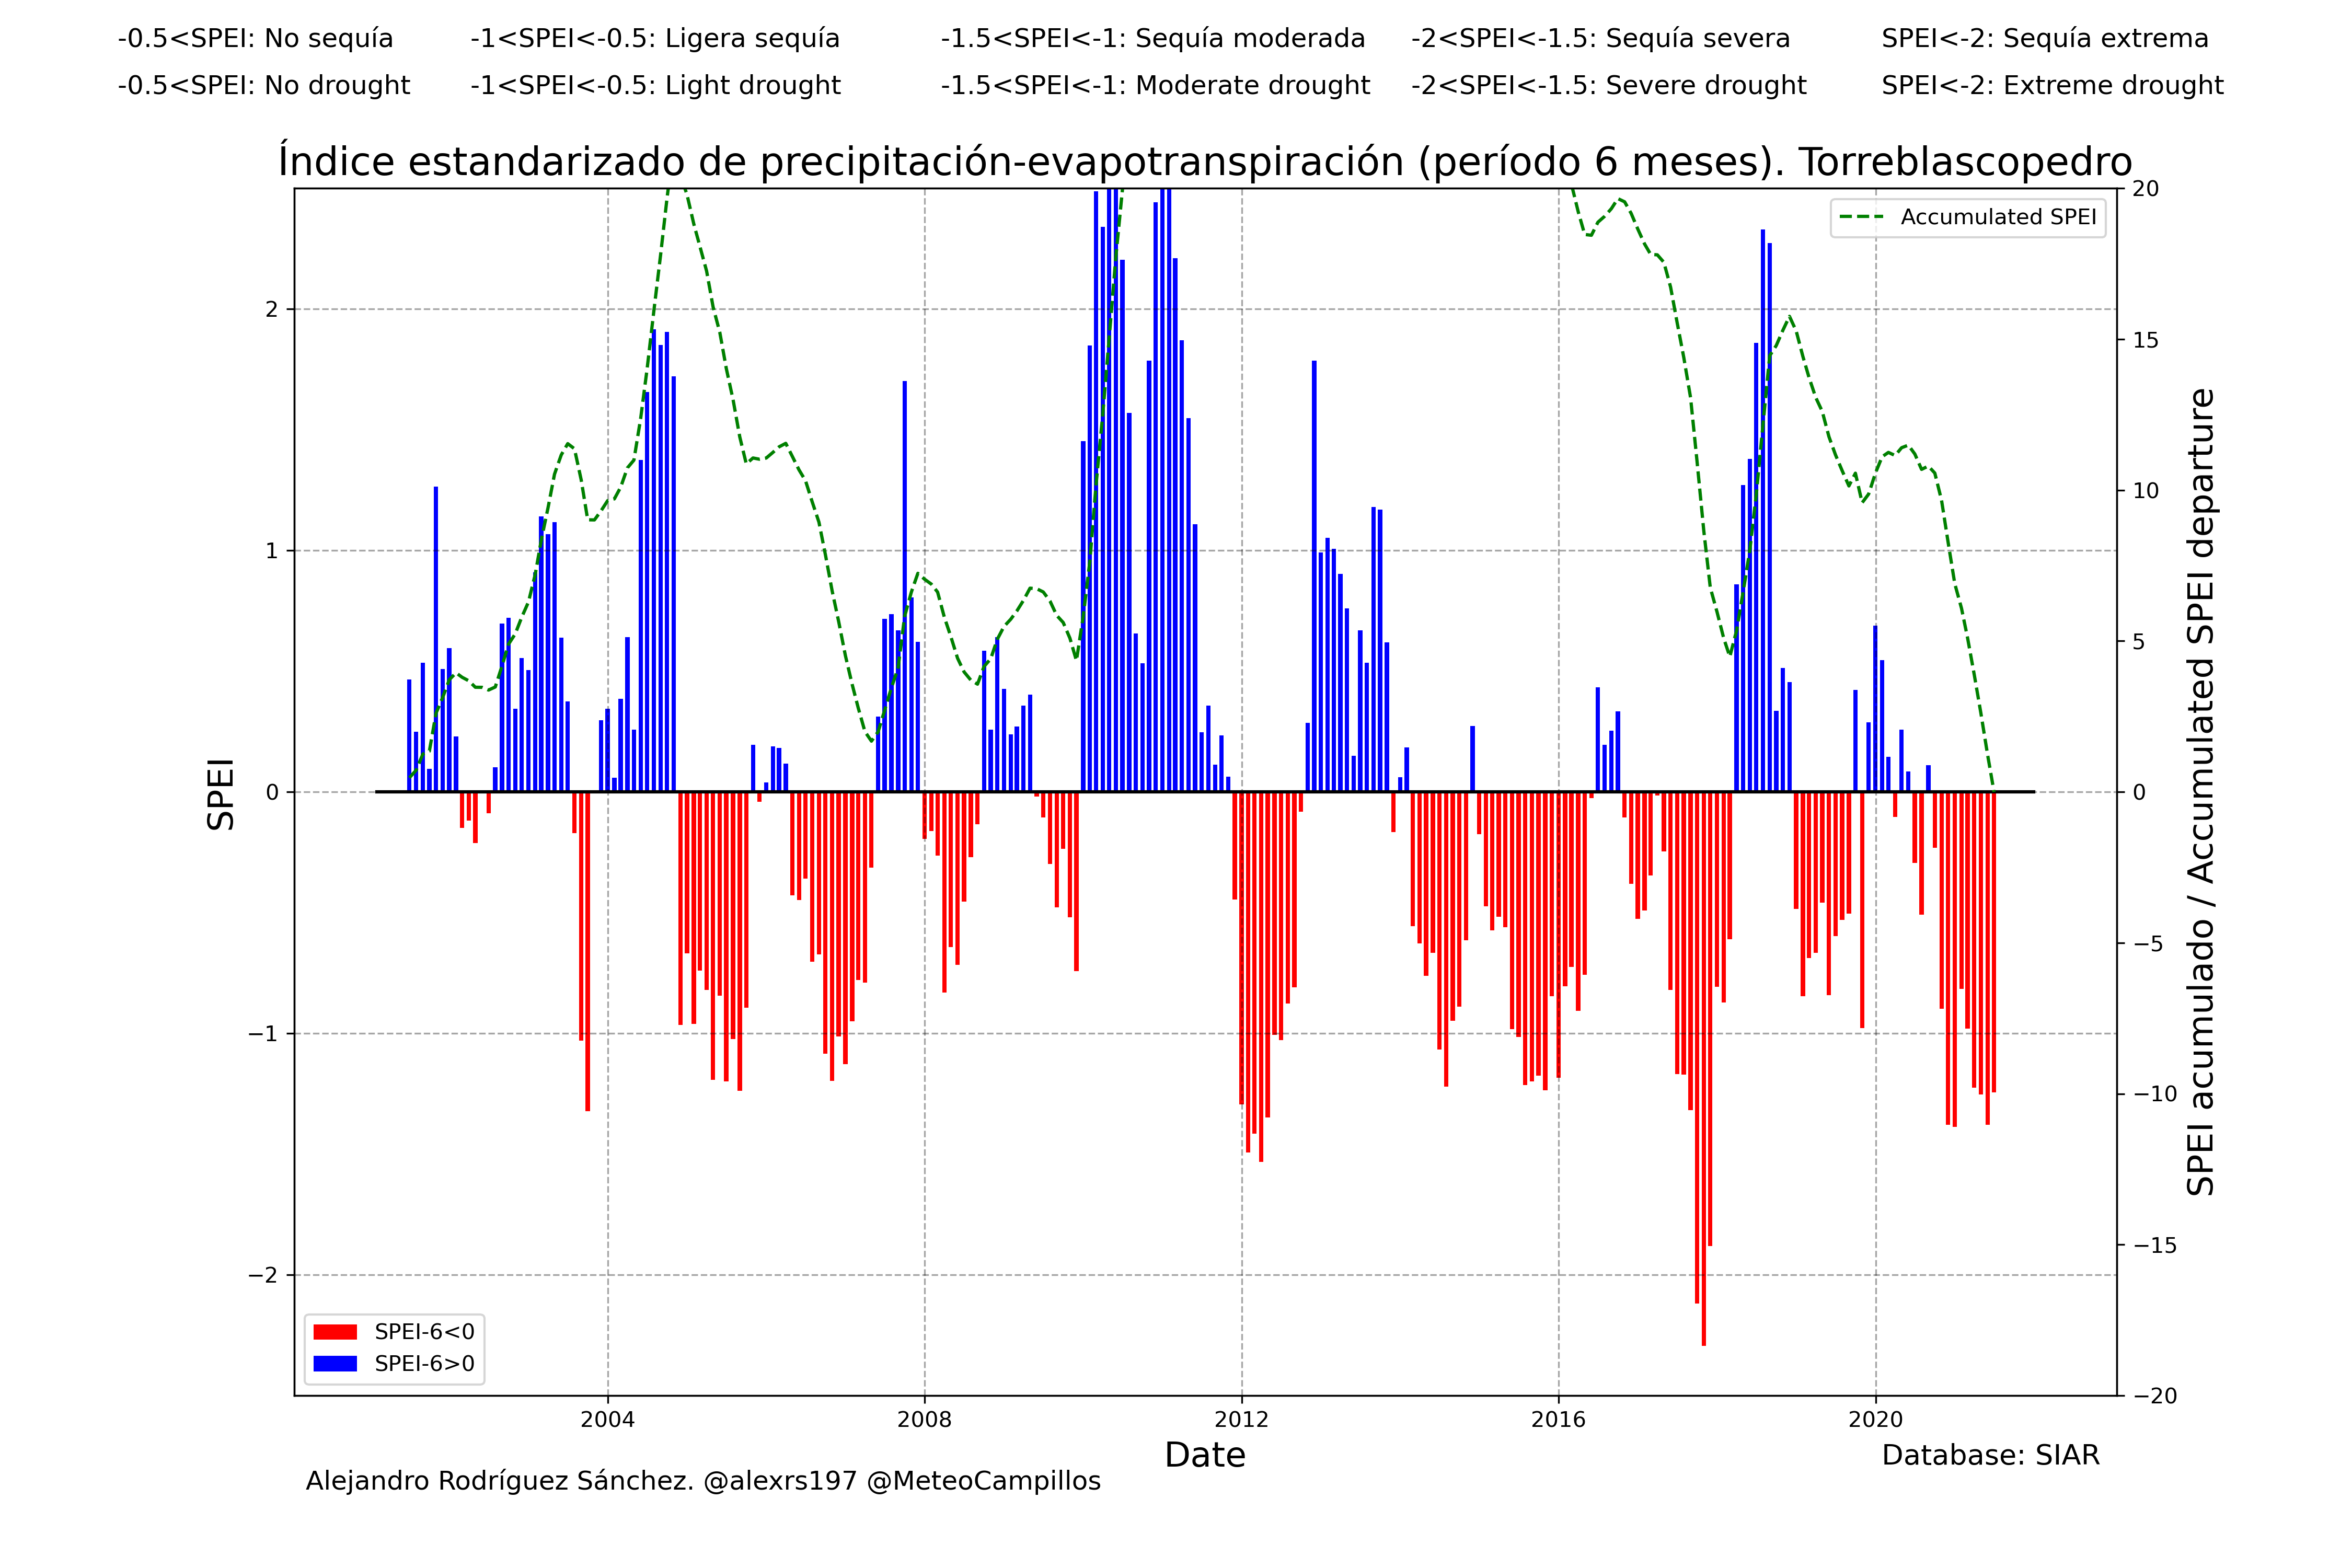 -0.5<SPEI: No sequía -1<SPEI<-0.5: Ligera sequía -1.5<SPEI<-1: Sequía moderada -2<SPEI<-1.5: Sequía severa SPEI<-2: Sequía extrema
-0.5<SPEI: No drought -1<SPEI<-0.5: Light drought -1.5<SPEI<-1: Moderate drought -2<SPEI<-1.5: Severe drought SPEI<-2: Extreme drought
Índice estandarizado de precipitación-evapotranspiración (período 6 meses). Torreblascopedro
Accumulated SPEI
SPEI
2
1
0
−1
−2
20
15
10
5
0
−5
−10
−15
−20
SPEI acumulado / Accumulated SPEI departure
SPEI-6<0
SPEI-6>0
2004 2008 2012 2016 2020
Date
Database: SIAR
Alejandro Rodríguez Sánchez. @alexrs197 @MeteoCampillos